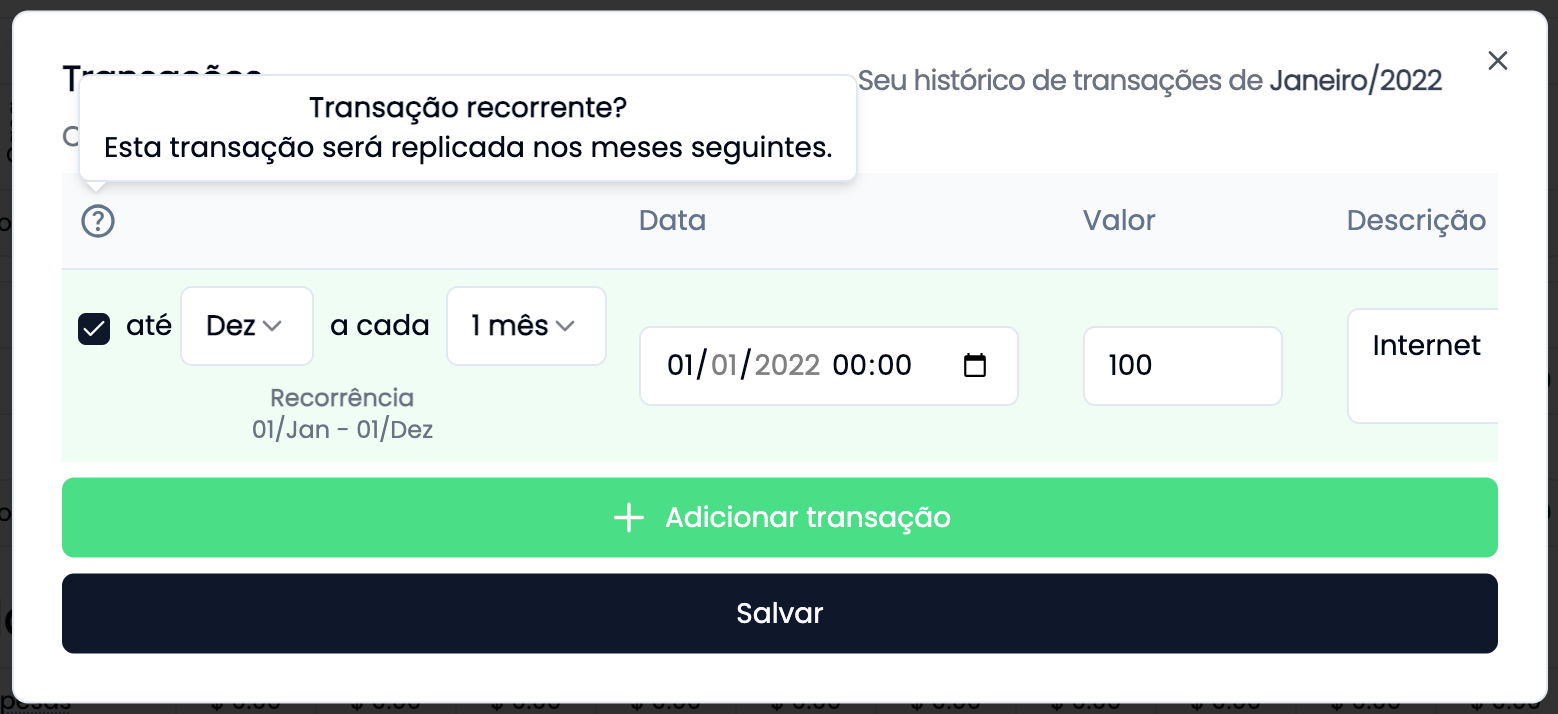 Transações
Seu histórico de transações de Janeiro/2022
Transação recorrente?
Esta transação será replicada nos meses seguintes.
Data
Valor
Descrição
até
Dez
a cada
1 mês
01/01/2022 00:00
100
Internet
Recorrência
01/Jan - 01/Dez
Adicionar transação
Salvar